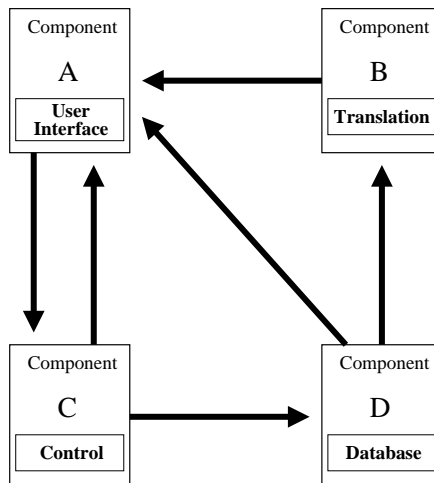 Component
A
User
Interface
Component
B
Translation
Component
C
Control
Component
D
Database